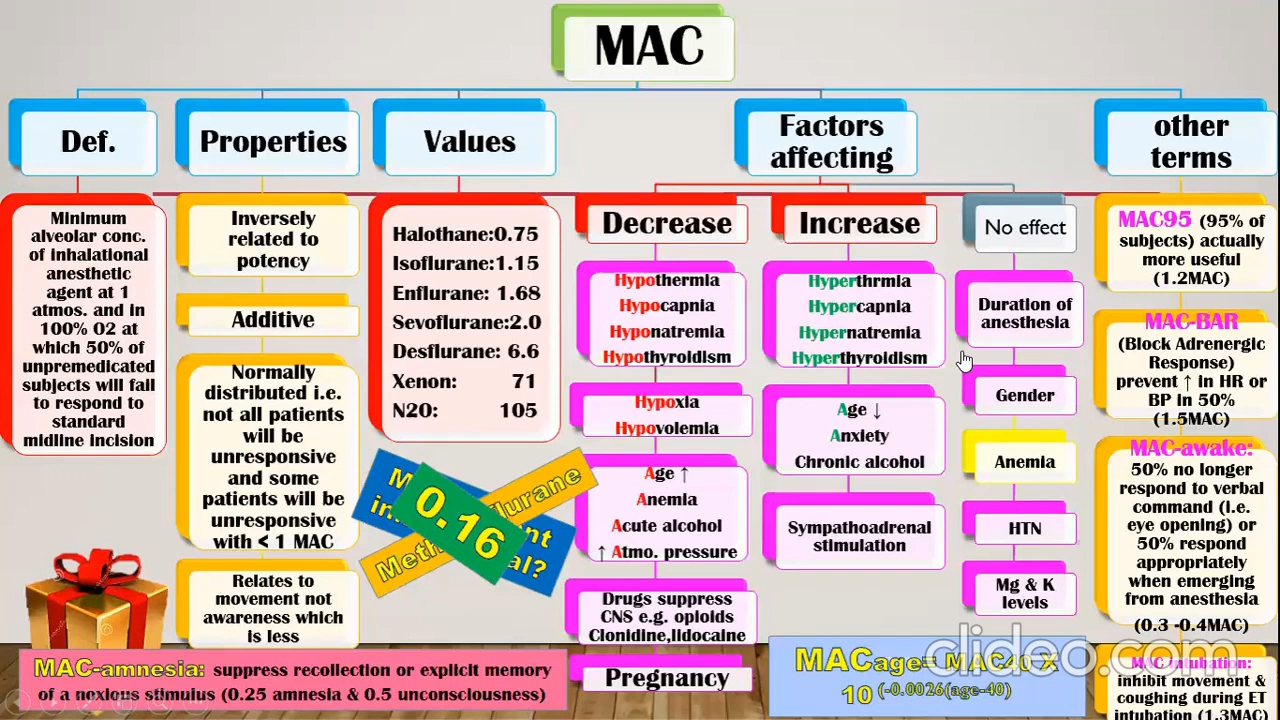 MAC
Def.
Minimum
alveolar conc.
of inhalational
anesthetic
agent at 1
atmos. and in
100% O2 at
which 50% of
unpremedicated
subjects will fail
to respond to
standard
midline incision
Properties
Inversely
related to
potency
Additive
Normally
distributed i.e.
not all patients
will be
unresponsive
and some
patients will be
unresponsive
with < 1 MAC
Relates to
movement not
awareness which
is less
Values
Halothane:0.75
Isoflurane:1.15
Enflurane: 1.68
Sevoflurane:2.0
Desflurane: 6.6
Xenon: 71
N2O: 105
0.16
Factors
affecting
Decrease
Hypothermia
Hypocapnia
Hyponatremia
Hypothyroidism
Hypoxia
Hypovolemia
Age ↑
Anemia
Acute alcohol
↑ Atmo. pressure
Drugs suppress
CNS e.g. opioids
Clonidine,lidocaine
Pregnancy
Increase
Hyperthrmia
Hypercapnia
Hypernatremia
Hyperthyroidism
Age ↓
Anxiety
Chronic alcohol
Sympathoadrenal
stimulation
No effect
Duration of
anesthesia
Gender
Anemia
HTN
Mg & K
levels
other
terms
MAC95 (95% of
subjects) actually
more useful
(1.2MAC)
MAC-BAR
(Block Adrenergic
Response)
prevent ↑ in HR or
BP in 50%
(1.5MAC)
MAC-awake:
50% no longer
respond to verbal
command (i.e.
eye opening) or
50% respond
appropriately
when emerging
from anesthesia
(0.3 -0.4MAC)
MAC intubation:
inhibit movement &
coughing during ET
intubation (1.3MAC)
MAC-amnesia: suppress recollection or explicit memory
of a noxious stimulus (0.25 amnesia & 0.5 unconsciousness)
MACage= MAC40 X
10 (-0.0026(age-40)
clideo.com